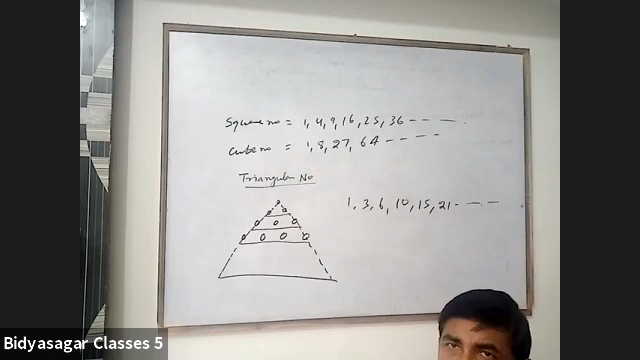 Square no = 1, 4, 9, 16, 25, 36 - - - .
Cube no = 1, 8, 27, 64 - - - -
Triangular No
1, 3, 6, 10, 15, 21 - - -
Bidyasagar Classes 5